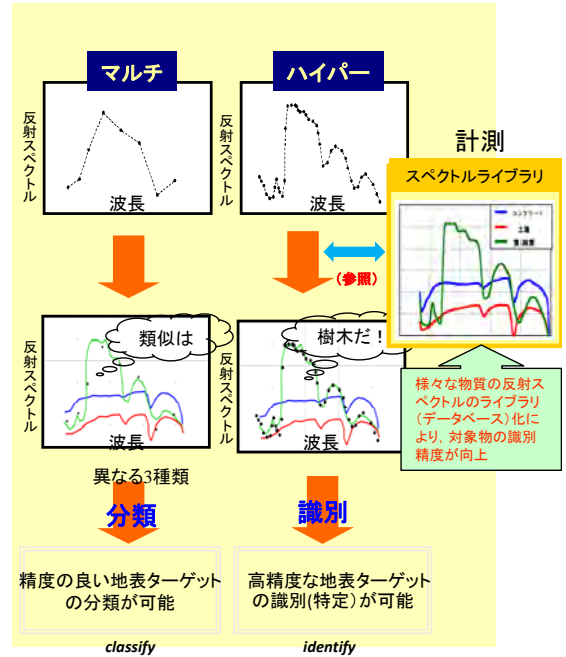 マルチ
ハイパー
反射スペクトル
波長
反射スペクトル
波長
計測
スペクトルライブラリ
コンクリート
土壌
(参照)
類似は
反射スペクトル
波長
樹木だ！
反射スペクトル
波長
様々な物質の反射ス
ペクトルのライブラリ
（データベース）化に
より，対象物の識別
精度が向上
異なる3種類
分類
識別
精度の良い地表ターゲット
の分類が可能
高精度な地表ターゲット
の識別(特定）が可能
classify
identify